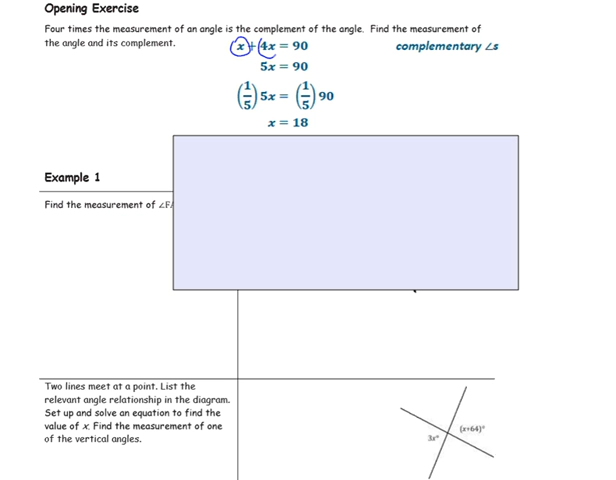 Opening Exercise
Four times the measurement of an angle is the complement of the angle. Find the measurement of
the angle and its complement.
x + 4x = 90 complementary ∠s
5x = 90
(1/5) 5x = (1/5) 90
x = 18
Example 1
Find the measurement of ∠FA
Two lines meet at a point. List the
relevant angle relationship in the diagram.
Set up and solve an equation to find the
value of x. Find the measurement of one
of the vertical angles.
(x+64)°
3x°